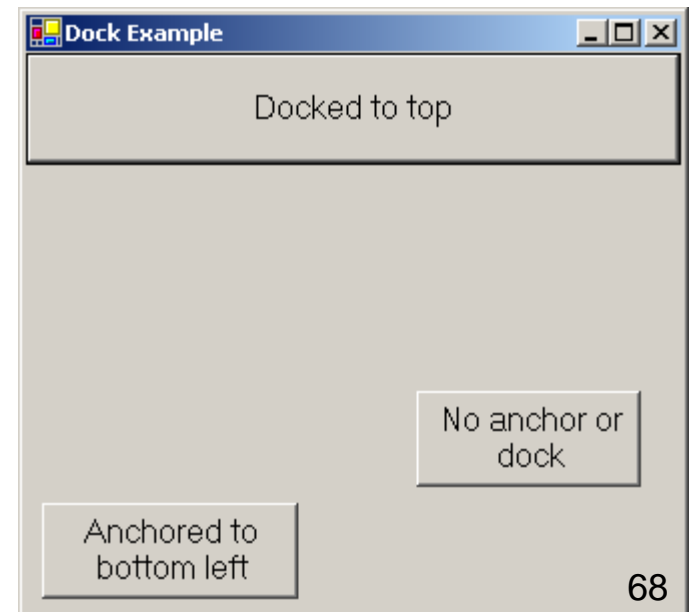 Dock Example
Docked to top
No anchor or
dock
Anchored to
bottom left
68